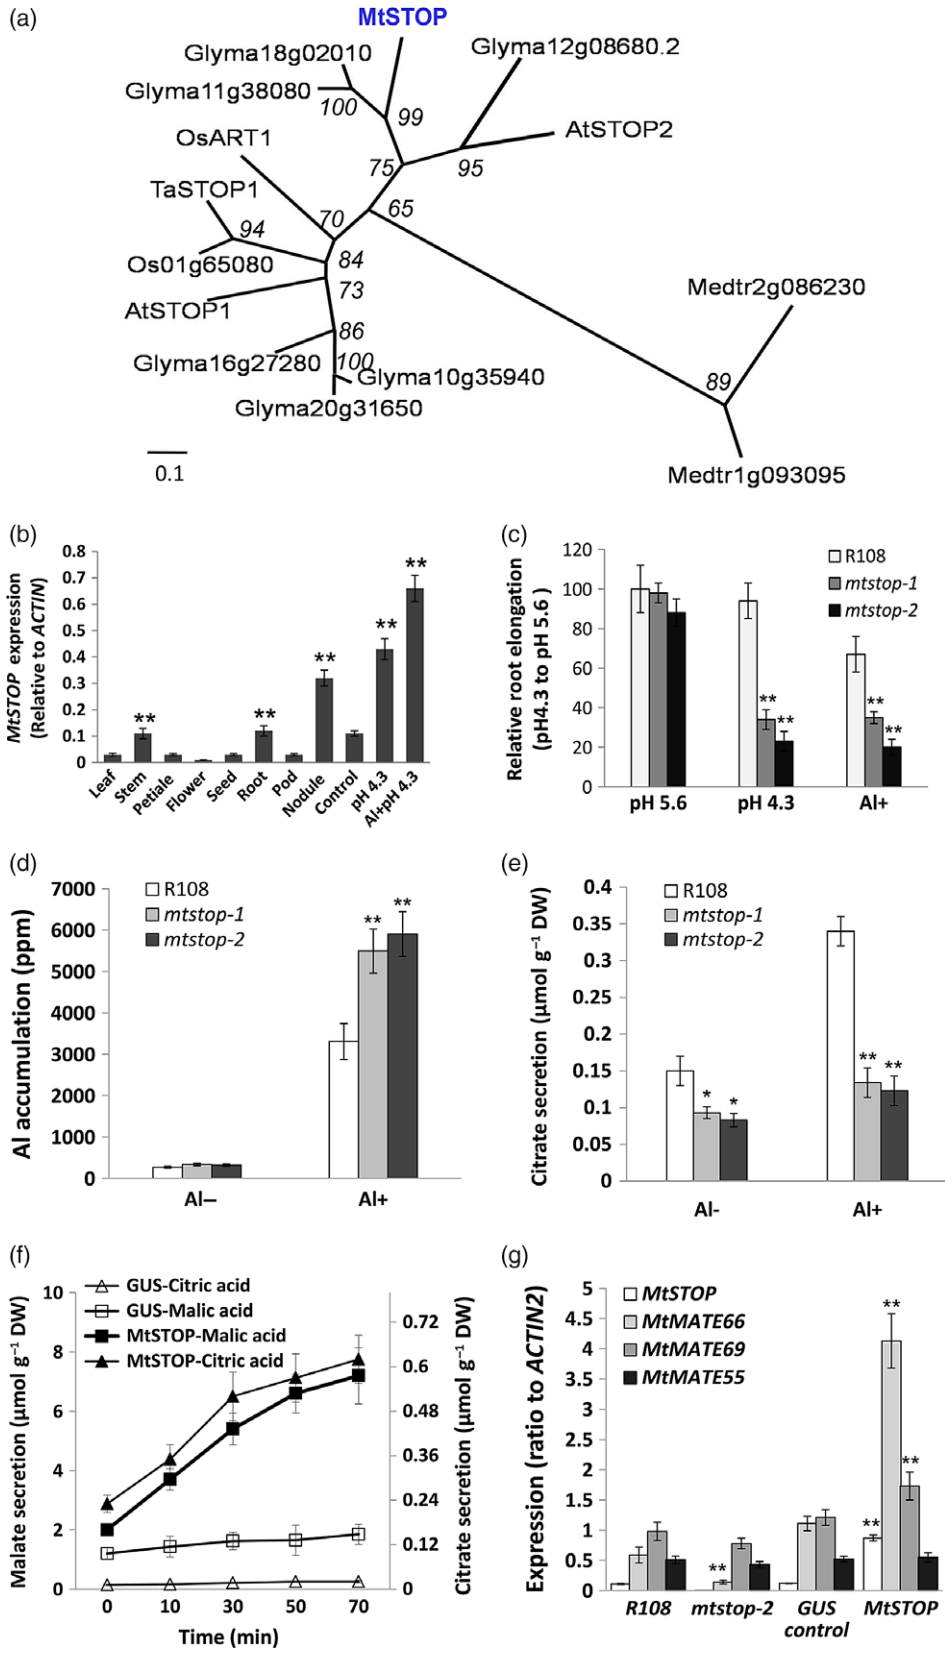 (a)
MtSTOP
Glyma18g02010
Glyma12g08680.2
Glyma11g38080
100
99
OsART1
AtSTOP2
75
95
TaSTOP1
70
65
94
Os01g65080
84
Medtr2g086230
73
AtSTOP1
86
Glyma16g27280
100
Glyma10g35940
89
Glyma20g31650
0.1
Medtr1g093095
(b)
MtSTOP expression
(Relative to ACTIN)
0.8
0.7
0.6
0.5
0.4
0.3
0.2
0.1
0
**
**
**
**
**
Leaf
Stem
Petiale
Flower
Seed
Root
Pod
Nodule
Control
pH 4.3
Al+pH 4.3
(c)
Relative root elongation
(pH4.3 to pH 5.6 )
120
100
80
60
40
20
0
R108
mtstop-1
mtstop-2
**
**
**
**
pH 5.6
pH 4.3
Al+
(d)
Al accumulation (ppm)
7000
6000
5000
4000
3000
2000
1000
0
R108
mtstop-1
mtstop-2
**
**
Al–
Al+
(e)
Citrate secretion (µmol g⁻¹ DW)
0.4
0.35
0.3
0.25
0.2
0.15
0.1
0.05
0
R108
mtstop-1
mtstop-2
*
*
**
**
Al-
Al+
(f)
Malate secretion (µmol g⁻¹ DW)
10
8
6
4
2
0
GUS-Citric acid
GUS-Malic acid
MtSTOP-Malic acid
MtSTOP-Citric acid
0.72
0.6
0.48
0.36
0.24
0.12
0
Citrate secretion (µmol g⁻¹ DW)
0
10
30
50
70
Time (min)
(g)
Expression (ratio to ACTIN2)
5
4.5
4
3.5
3
2.5
2
1.5
1
0.5
0
MtSTOP
MtMATE66
MtMATE69
MtMATE55
**
**
**
**
R108
mtstop-2
GUS
control
MtSTOP